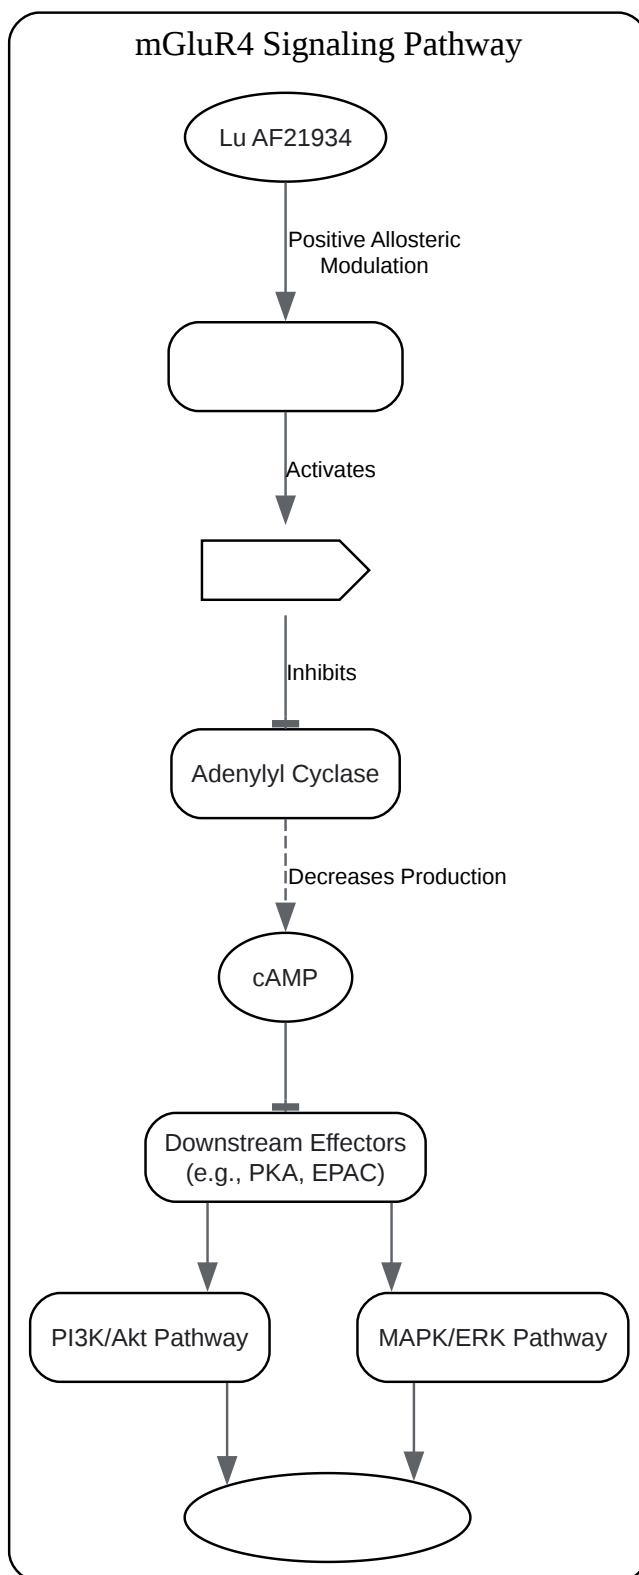 mGluR4 Signaling Pathway
Lu AF21934
Positive Allosteric
Modulation
Activates
Inhibits
Adenylyl Cyclase
Decreases Production
cAMP
Downstream Effectors
(e.g., PKA, EPAC)
PI3K/Akt Pathway
MAPK/ERK Pathway